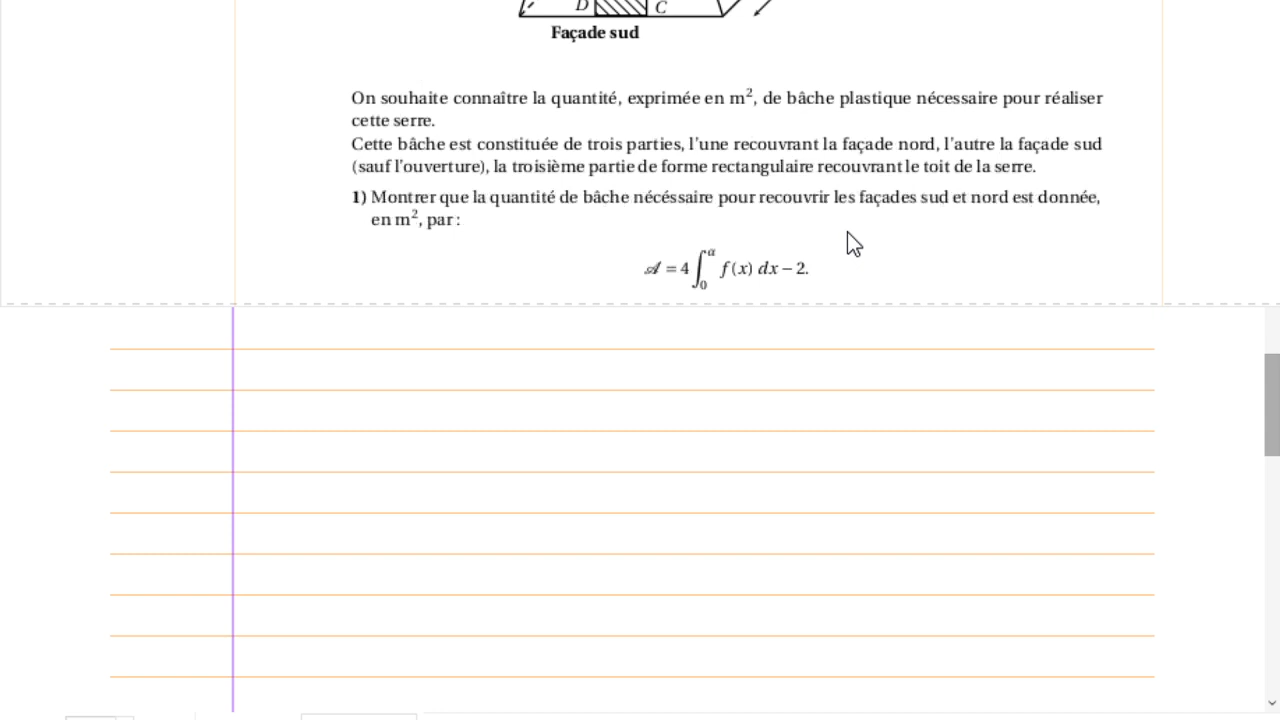 D C
Façade sud
On souhaite connaître la quantité, exprimée en m², de bâche plastique nécessaire pour réaliser
cette serre.
Cette bâche est constituée de trois parties, l'une recouvrant la façade nord, l'autre la façade sud
(sauf l'ouverture), la troisième partie de forme rectangulaire recouvrant le toit de la serre.
1) Montrer que la quantité de bâche nécéssaire pour recouvrir les façades sud et nord est donnée,
en m², par :
𝒜 = 4 ∫₀^α f(x) dx − 2.